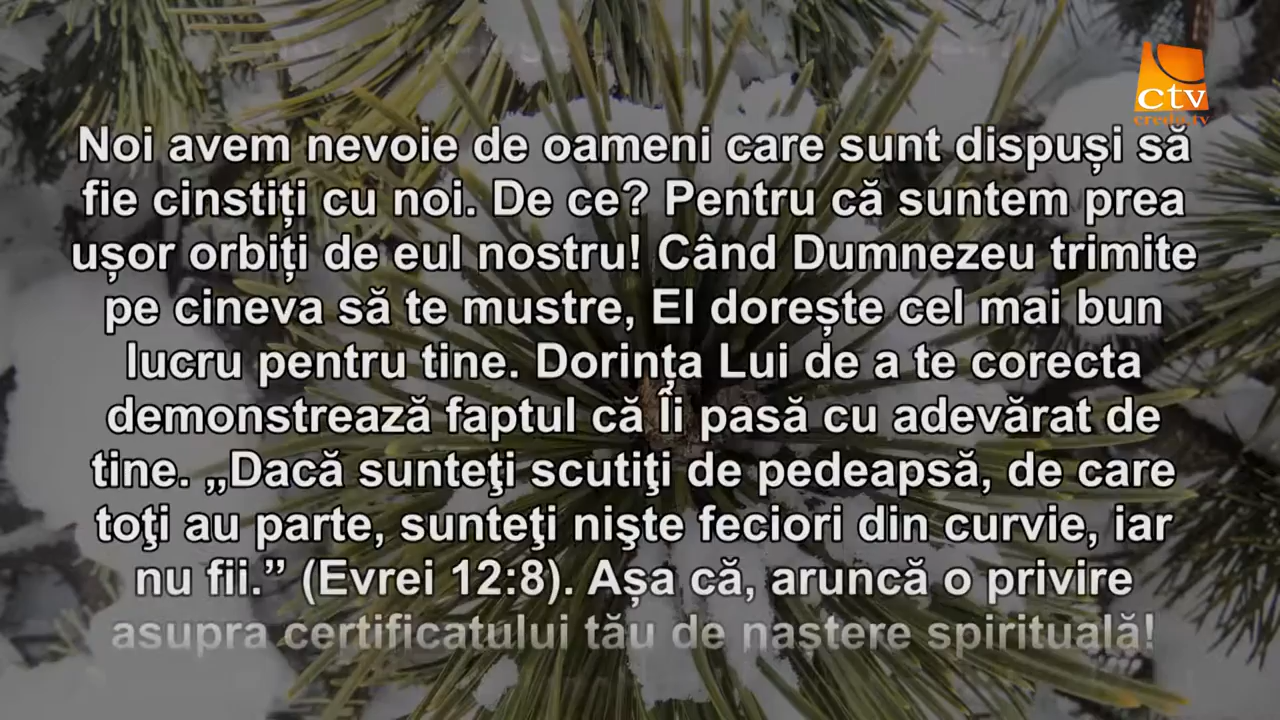 ctv
credo.tv
Noi avem nevoie de oameni care sunt dispuși să
fie cinstiți cu noi. De ce? Pentru că suntem prea
ușor orbiți de eul nostru! Când Dumnezeu trimite
pe cineva să te mustre, El dorește cel mai bun
lucru pentru tine. Dorința Lui de a te corecta
demonstrează faptul că Îi pasă cu adevărat de
tine. „Dacă sunteţi scutiţi de pedeapsă, de care
toţi au parte, sunteţi nişte feciori din curvie, iar
nu fii.” (Evrei 12:8). Așa că, aruncă o privire
asupra certificatului tău de naștere spirituală!